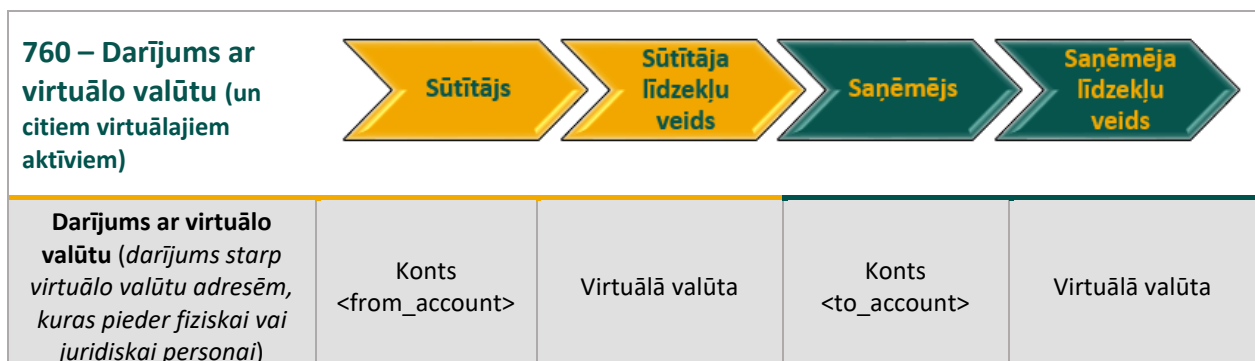 760 – Darījums ar
virtuālo valūtu (un
citiem virtuālajiem
aktīviem)
Sūtītājs
Sūtītāja
līdzekļu
veids
Saņēmējs
Saņēmēja
līdzekļu
veids
Darījums ar virtuālo
valūtu (darījums starp
virtuālo valūtu adresēm,
kuras pieder fiziskai vai
juridiskai personai)
Konts
<from_account>
Virtuālā valūta
Konts
<to_account>
Virtuālā valūta